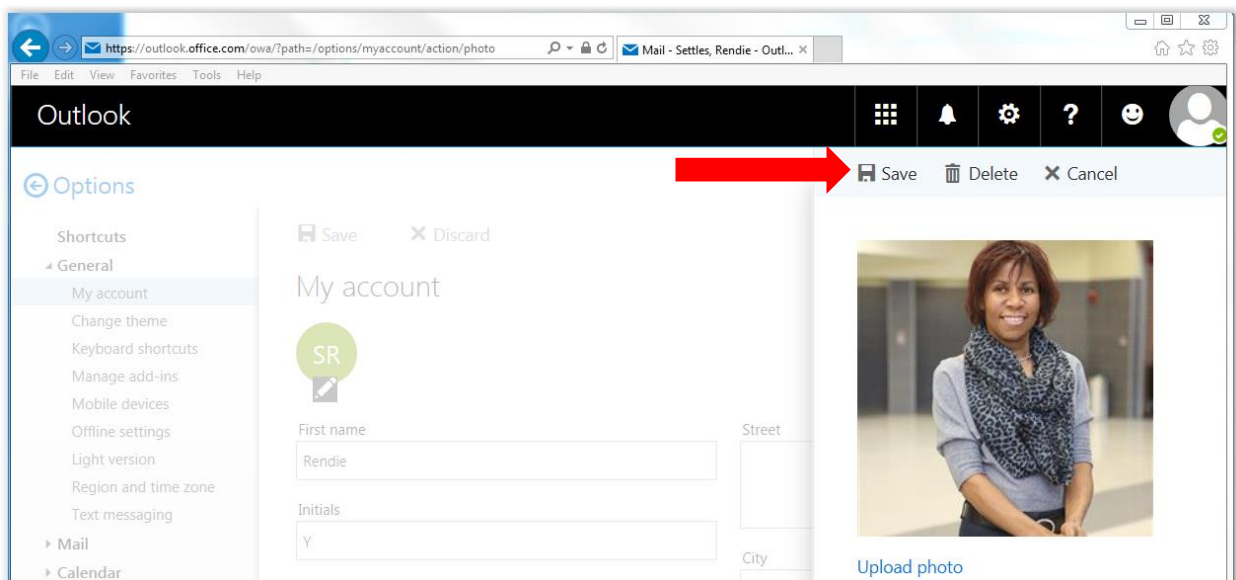 https://outlook.office.com/owa/?path=/options/myaccount/action/photo
Mail - Settles, Rendie - Outl...
File Edit View Favorites Tools Help
Outlook
?
Options
Save Delete Cancel
Shortcuts
Save Discard
General
My account
My account
Change theme
Keyboard shortcuts
SR
Manage add-ins
Mobile devices
Offline settings
First name
Street
Light version
Rendie
Region and time zone
Text messaging
Initials
Mail
Y
City
Calendar
Upload photo